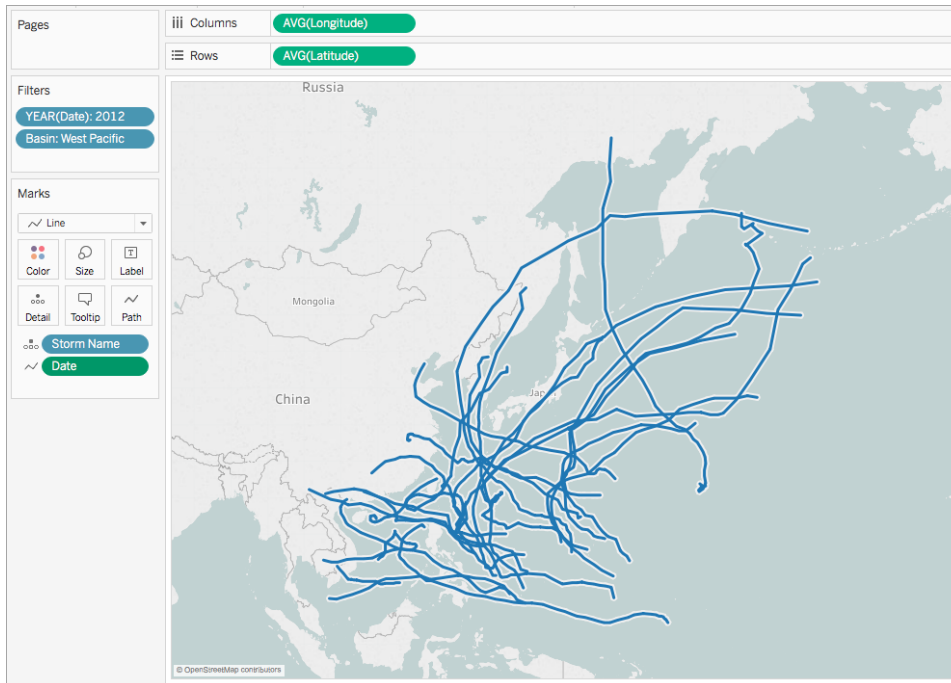 Pages
Columns
AVG(Longitude)
Rows
AVG(Latitude)
Filters
YEAR(Date): 2012
Basin: West Pacific
Marks
Line
Color
Size
Label
Detail
Tooltip
Path
Storm Name
Date
Russia
Mongolia
China
© OpenStreetMap contributors